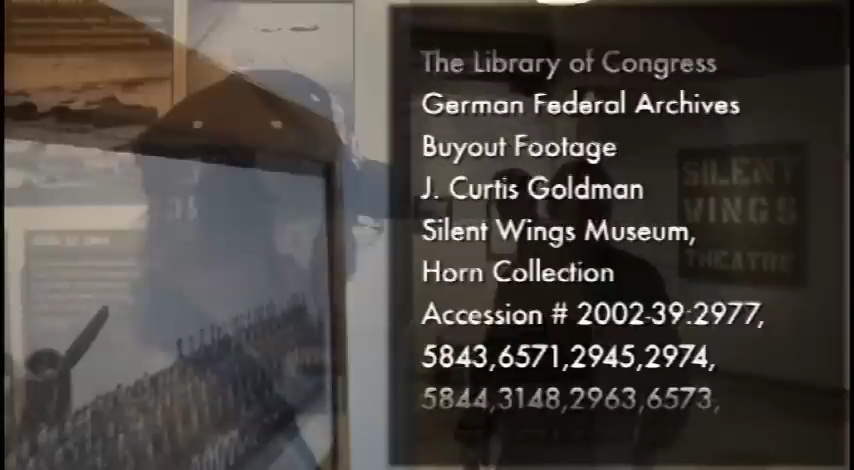 The Library of Congress
German Federal Archives
Buyout Footage
J. Curtis Goldman
Silent Wings Museum,
Horn Collection
Accession # 2002-39:2977,
5843,6571,2945,2974,
5844,3148,2963,6573,
SILENT
WINGS
THEATRE